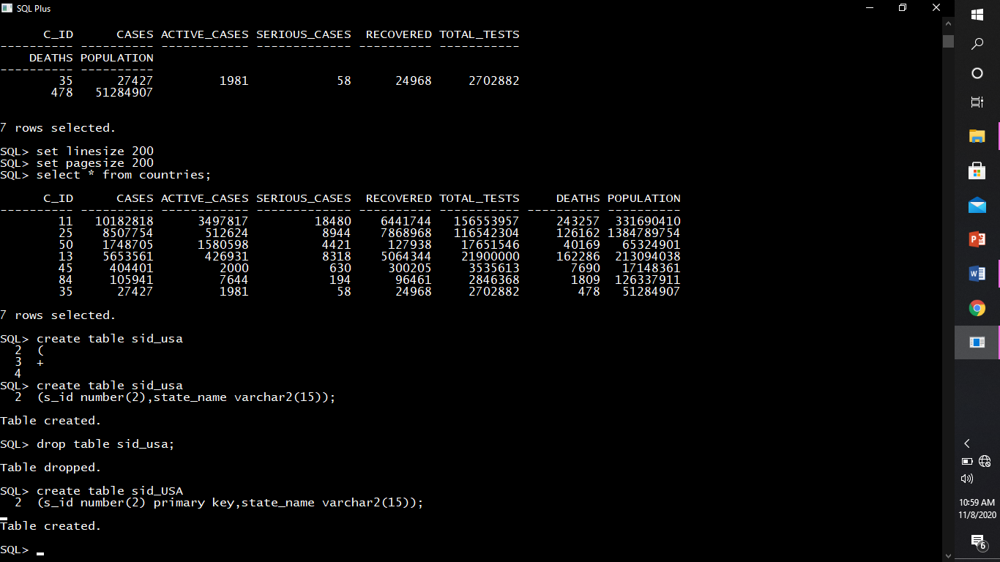 SQL Plus
      C_ID      CASES ACTIVE_CASES SERIOUS_CASES  RECOVERED TOTAL_TESTS
---------- ---------- ------------ ------------- ---------- -----------
    DEATHS POPULATION
---------- ----------
        35      27427         1981            58      24968     2702882
       478   51284907
7 rows selected.
SQL> set linesize 200
SQL> set pagesize 200
SQL> select * from countries;
      C_ID      CASES ACTIVE_CASES SERIOUS_CASES  RECOVERED TOTAL_TESTS     DEATHS POPULATION
---------- ---------- ------------ ------------- ---------- ----------- ---------- ----------
        11   10182818      3497817         18480    6441744   156553957     243257  331690410
        25    8507754       512624          8944    7868968   116542304     126162 1384789754
        50    1748705      1580598          4421     127938    17651546      40169   65324901
        13    5653561       426931          8318    5064344    21900000     162286  213094038
        45     404401         2000           630     300205     3535613       7690   17148361
        84     105941         7644           194      96461     2846368       1809  126337911
        35      27427         1981            58      24968     2702882        478   51284907
7 rows selected.
SQL> create table sid_usa
  2  (
  3  +
  4
SQL> create table sid_usa
  2  (s_id number(2),state_name varchar2(15));
Table created.
SQL> drop table sid_usa;
Table dropped.
SQL> create table sid_USA
  2  (s_id number(2) primary key,state_name varchar2(15));
Table created.
SQL> _
P
W
10:59 AM
11/8/2020
6